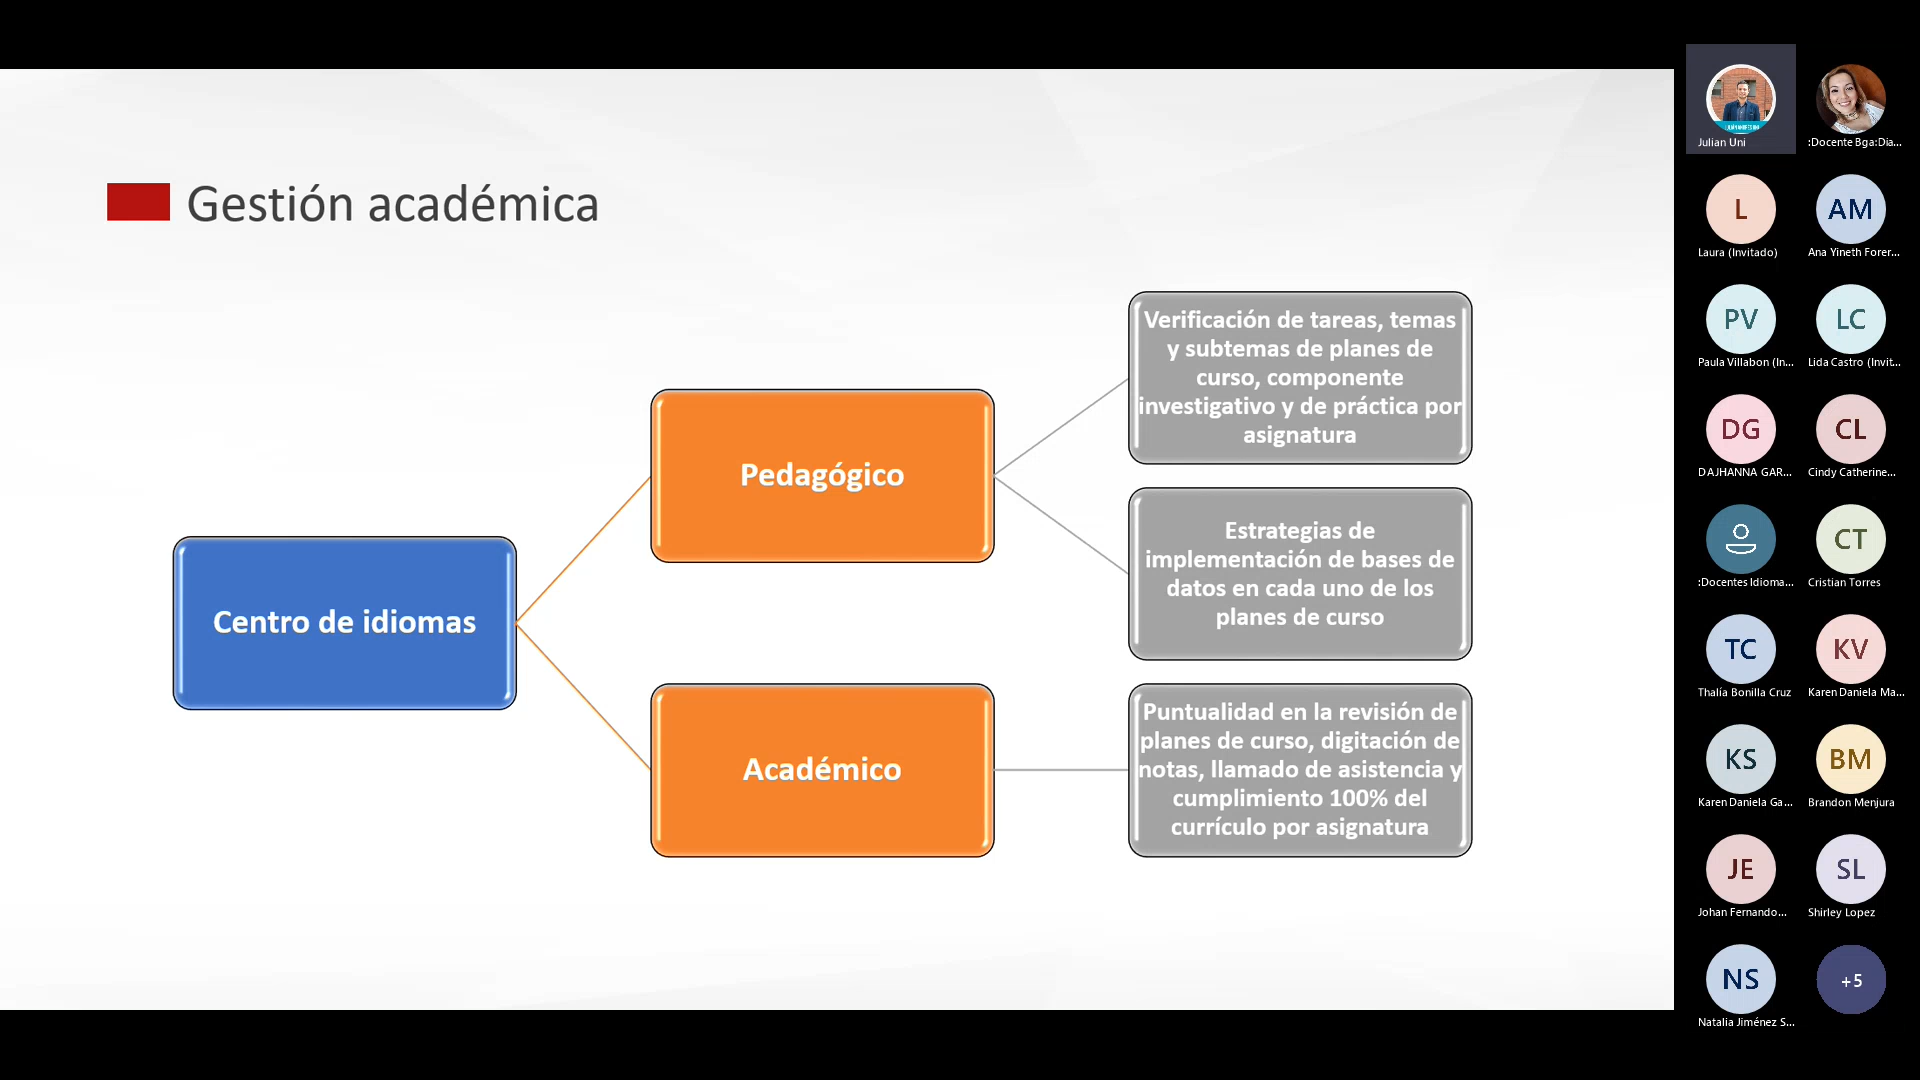 Gestión académica
Centro de idiomas
Pedagógico
Académico
Verificación de tareas, temas
y subtemas de planes de
curso, componente
investigativo y de práctica por
asignatura
Estrategias de
implementación de bases de
datos en cada uno de los
planes de curso
Puntualidad en la revisión de
planes de curso, digitación de
notas, llamado de asistencia y
cumplimiento 100% del
currículo por asignatura
Julian Uni
:Docente Bga:Dia...
L
Laura (Invitado)
AM
Ana Yineth Forer...
PV
Paula Villabon (In...
LC
Lida Castro (Invit...
DG
DAJHANNA GAR...
CL
Cindy Catherine...
:Docentes Idioma...
CT
Cristian Torres
TC
Thalía Bonilla Cruz
KV
Karen Daniela Ma...
KS
Karen Daniela Ga...
BM
Brandon Menjura
JE
Johan Fernando...
SL
Shirley Lopez
NS
Natalia Jiménez S...
+5